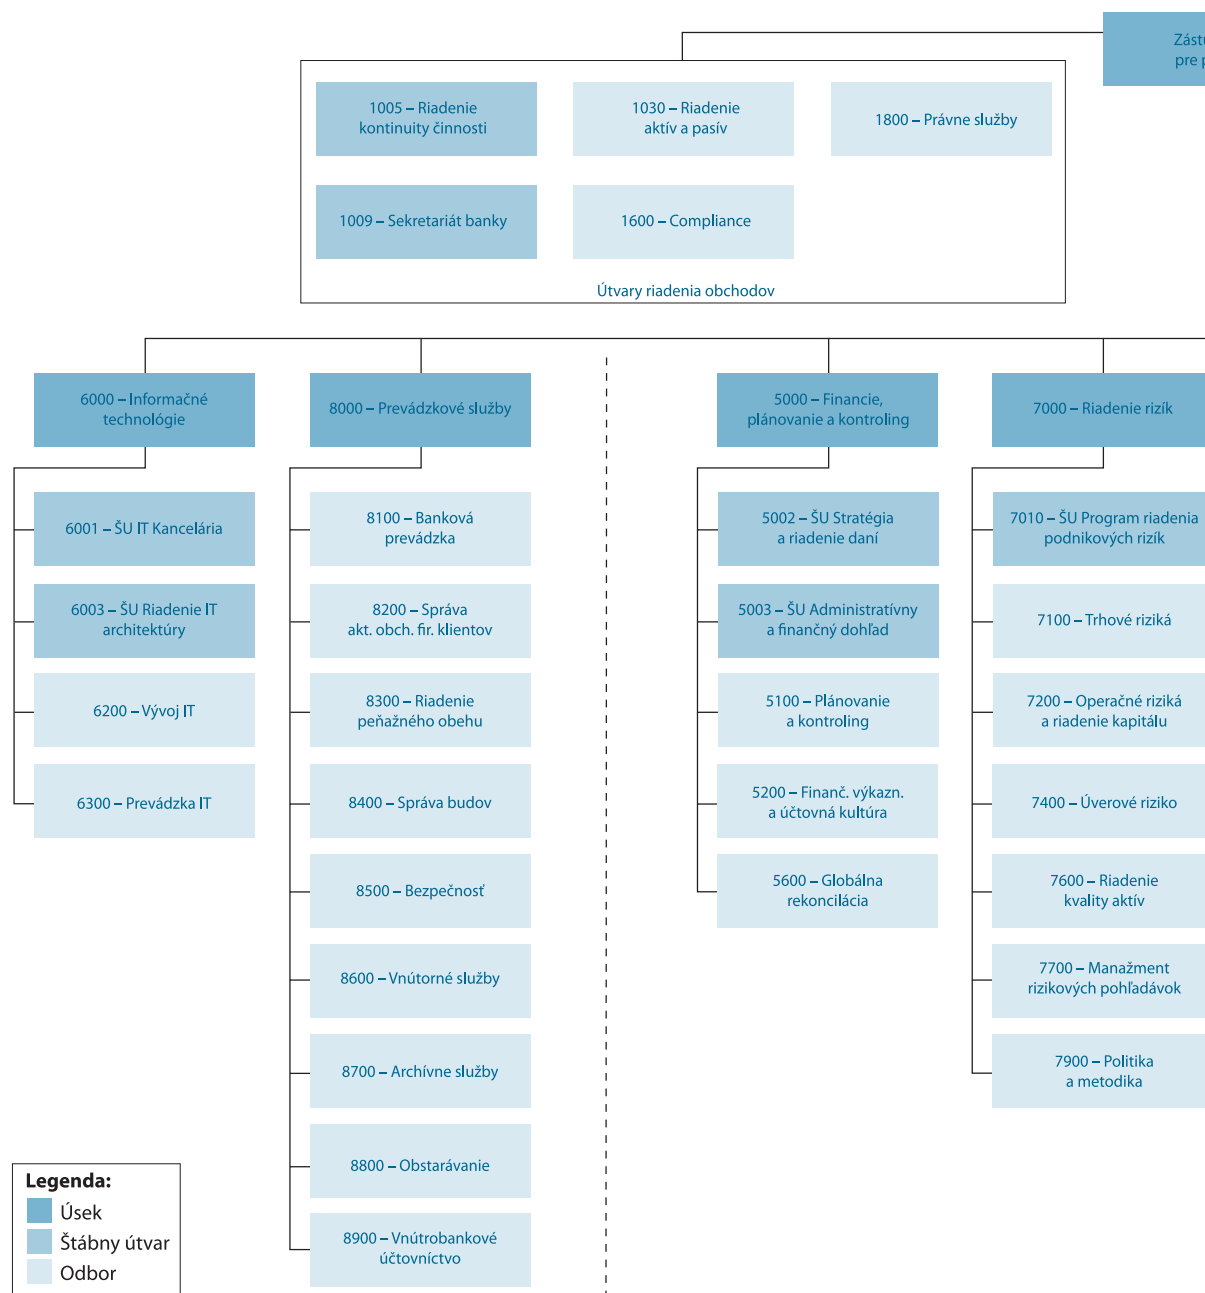 Zást
pre p
1005 – Riadenie
kontinuity činnosti
1030 – Riadenie
aktív a pasív
1800 – Právne služby
1009 – Sekretariát banky
1600 – Compliance
Útvary riadenia obchodov
6000 – Informačné
technológie
8000 – Prevádzkové služby
5000 – Financie,
plánovanie a kontroling
7000 – Riadenie rizík
6001 – ŠU IT Kancelária
6003 – ŠU Riadenie IT
architektúry
6200 – Vývoj IT
6300 – Prevádzka IT
8100 – Banková
prevádzka
8200 – Správa
akt. obch. fir. klientov
8300 – Riadenie
peňažného obehu
8400 – Správa budov
8500 – Bezpečnosť
8600 – Vnútorné služby
8700 – Archívne služby
8800 – Obstarávanie
8900 – Vnútrobankové
účtovníctvo
5002 – ŠU Stratégia
a riadenie daní
5003 – ŠU Administratívny
a finančný dohľad
5100 – Plánovanie
a kontroling
5200 – Finanč. výkazn.
a účtovná kultúra
5600 – Globálna
rekonciláciа
7010 – ŠU Program riadenia
podnikových rizík
7100 – Trhové riziká
7200 – Operačné riziká
a riadenie kapitálu
7400 – Úverové riziko
7600 – Riadenie
kvality aktív
7700 – Manažment
rizikových pohľadávok
7900 – Politika
a metodika
Legenda:
Úsek
Štábny útvar
Odbor